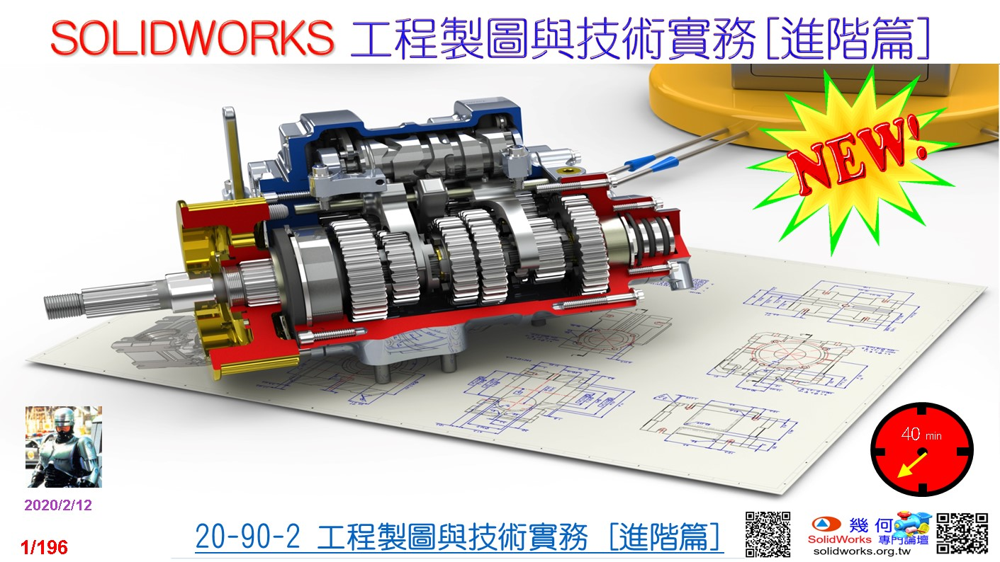 SOLIDWORKS 工程製圖與技術實務[進階篇]
NEW!
40 min
2020/2/12
1/196
20-90-2 工程製圖與技術實務 [進階篇]
幾何
SolidWorks 專門論壇
solidworks.org.tw